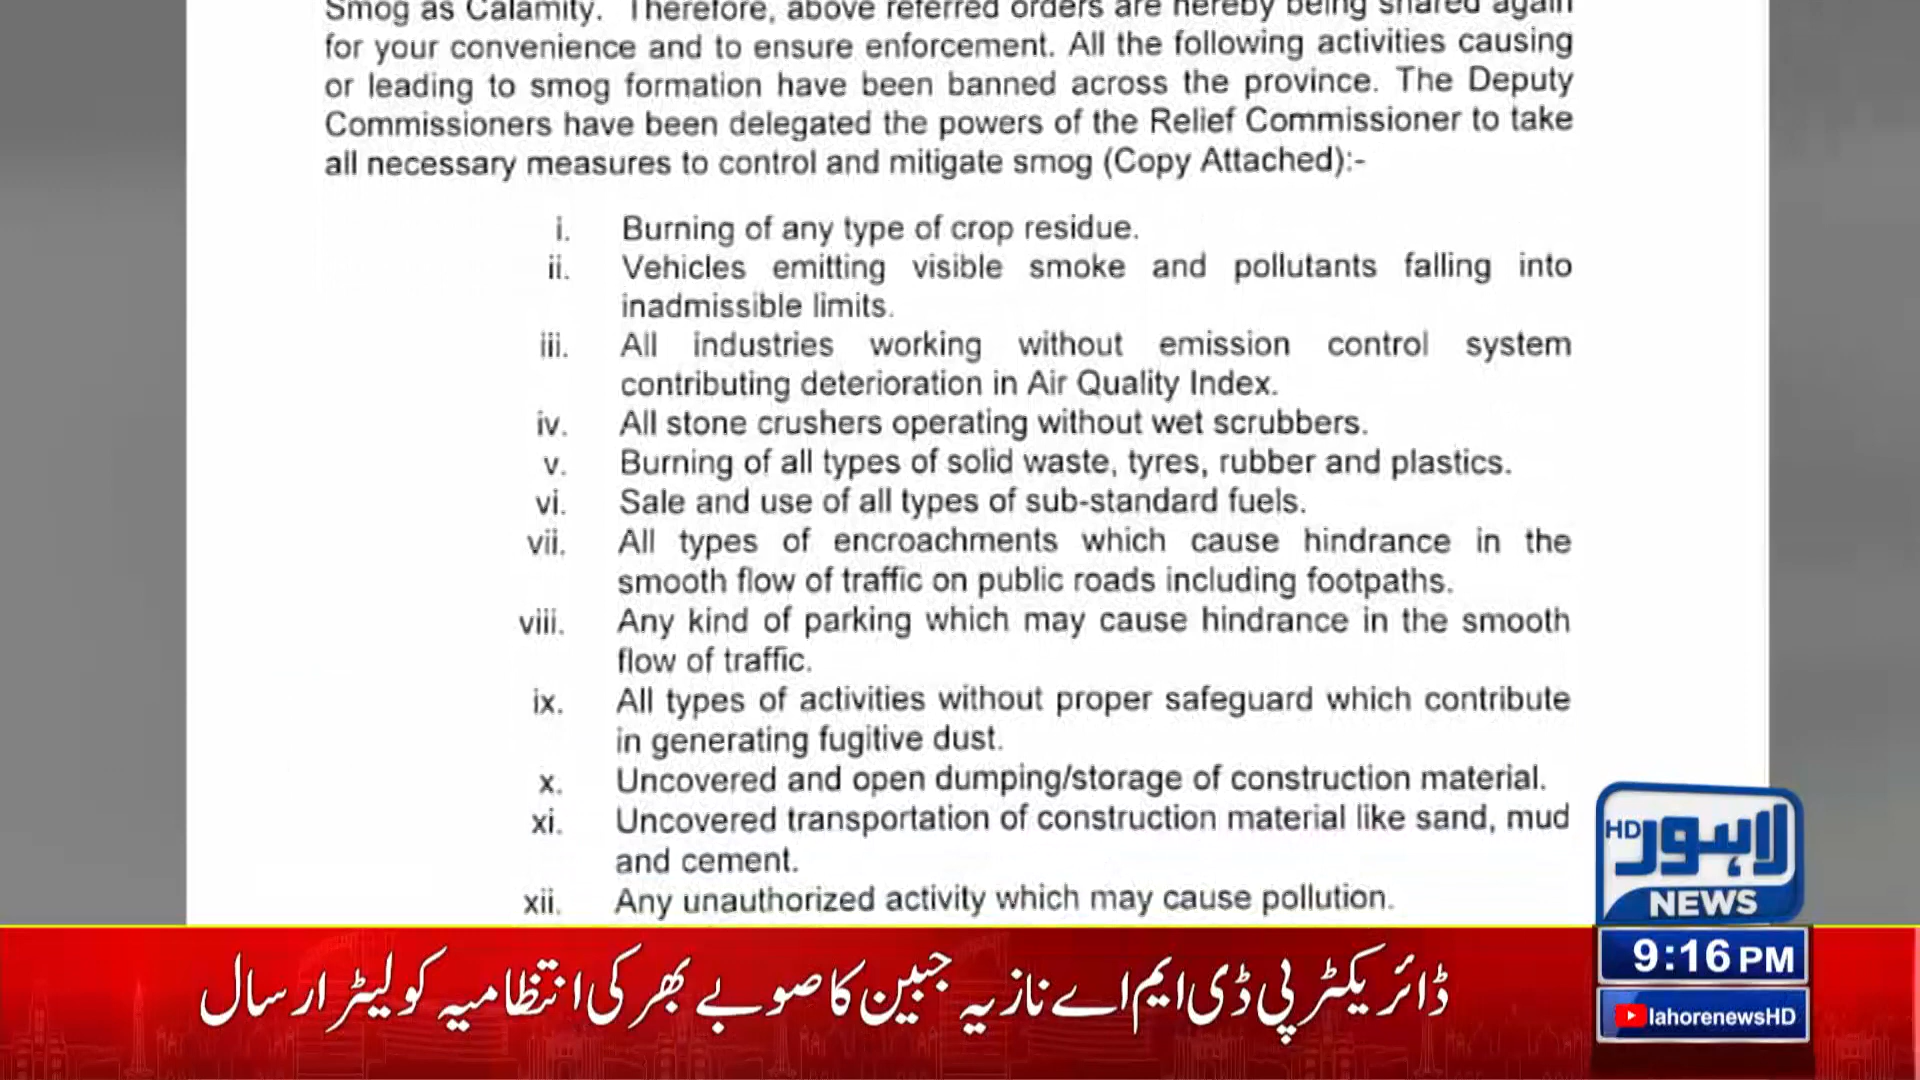 Smog as Calamity. Therefore, above referred orders are hereby being shared again
for your convenience and to ensure enforcement. All the following activities causing
or leading to smog formation have been banned across the province. The Deputy
Commissioners have been delegated the powers of the Relief Commissioner to take
all necessary measures to control and mitigate smog (Copy Attached):-
i. Burning of any type of crop residue.
ii. Vehicles emitting visible smoke and pollutants falling into
inadmissible limits.
iii. All industries working without emission control system
contributing deterioration in Air Quality Index.
iv. All stone crushers operating without wet scrubbers.
v. Burning of all types of solid waste, tyres, rubber and plastics.
vi. Sale and use of all types of sub-standard fuels.
vii. All types of encroachments which cause hindrance in the
smooth flow of traffic on public roads including footpaths.
viii. Any kind of parking which may cause hindrance in the smooth
flow of traffic.
ix. All types of activities without proper safeguard which contribute
in generating fugitive dust.
x. Uncovered and open dumping/storage of construction material.
xi. Uncovered transportation of construction material like sand, mud
and cement.
xii. Any unauthorized activity which may cause pollution.
لاہور HD
NEWS
9:16 PM
lahorenewsHD
ڈائریکٹر پی ڈی ایم اے نازیہ جبین کا صوبے بھر کی انتظامیہ کو لیٹر ارسال